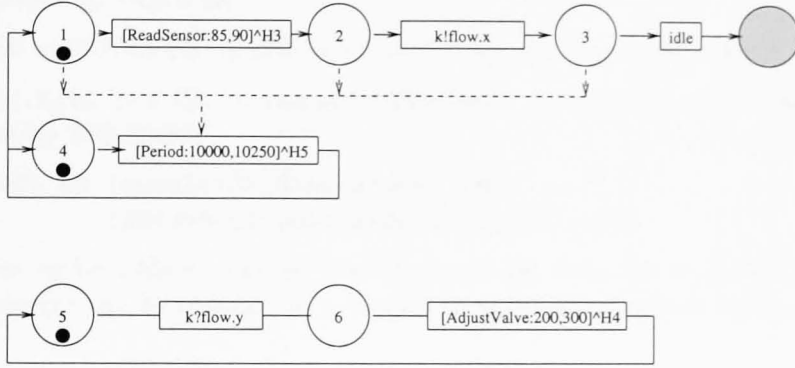 1 [ReadSensor:85,90]^H3 2 k!flow.x 3 idle
4 [Period:10000,10250]^H5
5 k?flow.y 6 [AdjustValve:200,300]^H4